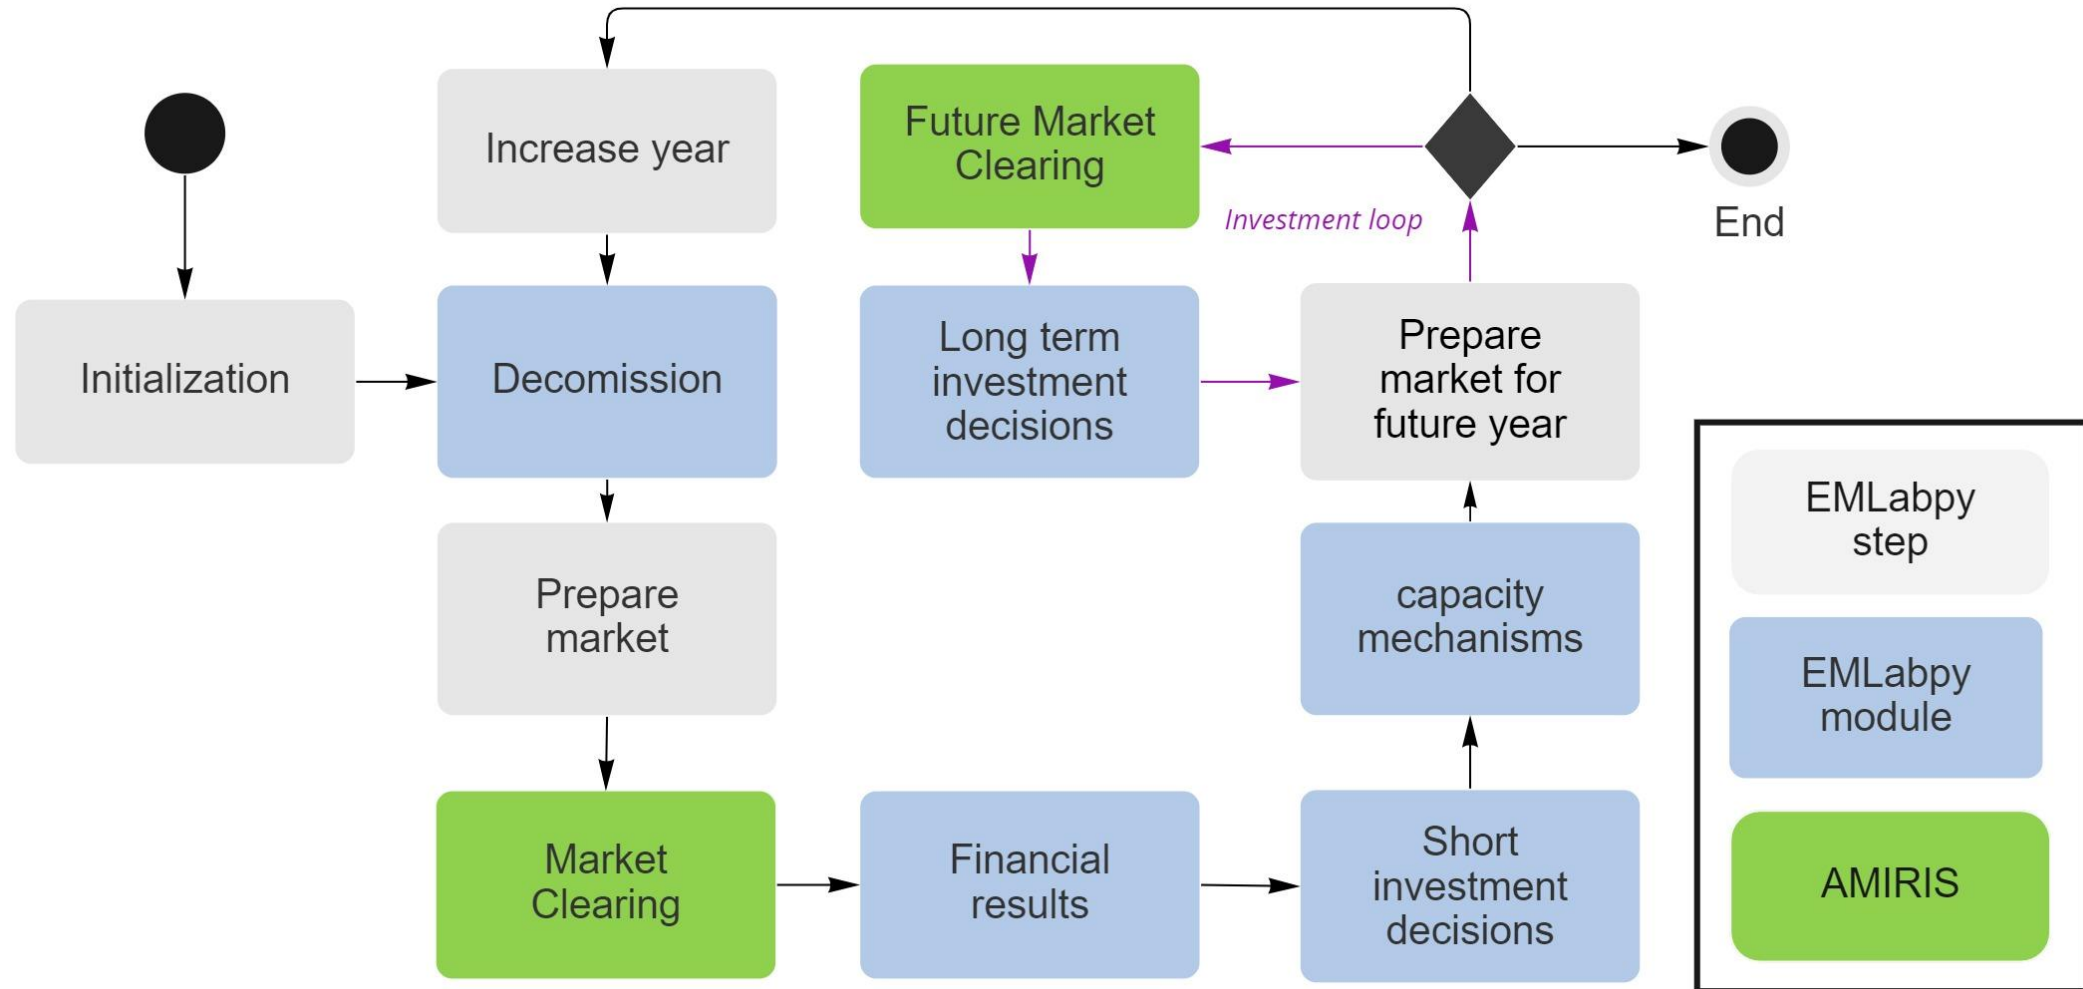 Increase year
Future Market
Clearing
Investment loop
End
Initialization
Decomission
Long term
investment
decisions
Prepare
market for
future year
Prepare
market
capacity
mechanisms
Market
Clearing
Financial
results
Short
investment
decisions
EMLabpy
step
EMLabpy
module
AMIRIS